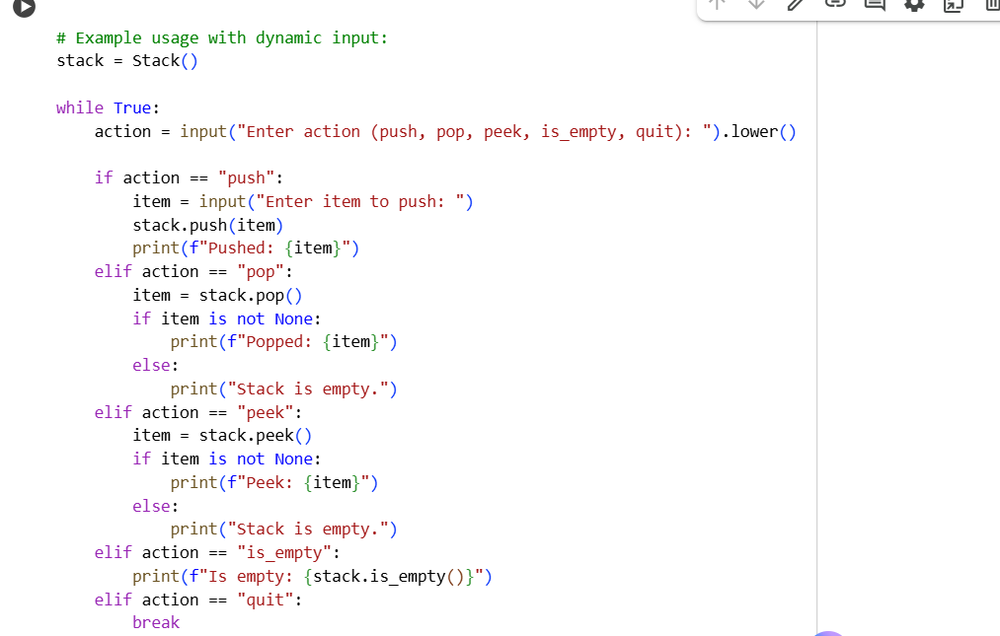 # Example usage with dynamic input:
stack = Stack()
while True:
    action = input("Enter action (push, pop, peek, is_empty, quit): ").lower()
    if action == "push":
        item = input("Enter item to push: ")
        stack.push(item)
        print(f"Pushed: {item}")
    elif action == "pop":
        item = stack.pop()
        if item is not None:
            print(f"Popped: {item}")
        else:
            print("Stack is empty.")
    elif action == "peek":
        item = stack.peek()
        if item is not None:
            print(f"Peek: {item}")
        else:
            print("Stack is empty.")
    elif action == "is_empty":
        print(f"Is empty: {stack.is_empty()}")
    elif action == "quit":
        break